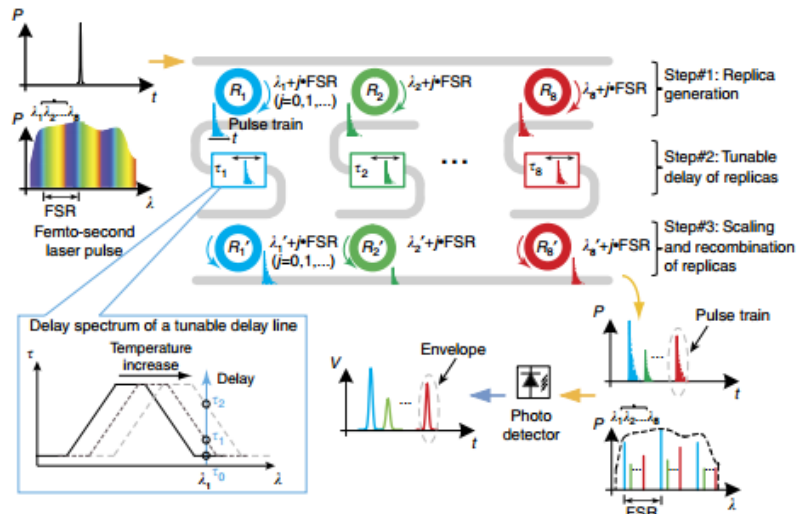 P
t
λ1λ2...λ8
P
FSR
λ
Femto-second
laser pulse
R1
λ1+j•FSR
(j=0,1,...)
R2
λ2+j•FSR
R8
λ8+j•FSR
Step#1: Replica
generation
Pulse train
t
τ1
τ2
...
τ8
Step#2: Tunable
delay of replicas
R1′
λ1′+j•FSR
(j=0,1,...)
R2′
λ2′+j•FSR
R8′
λ8′+j•FSR
Step#3: Scaling
and recombination
of replicas
Delay spectrum of a tunable delay line
τ
Temperature
increase
Delay
τ2
τ1
τ0
λ1
λ
V
Envelope
...
t
Photo
detector
P
Pulse train
...
t
λ1λ2...λ8
P
...
FSR
λ